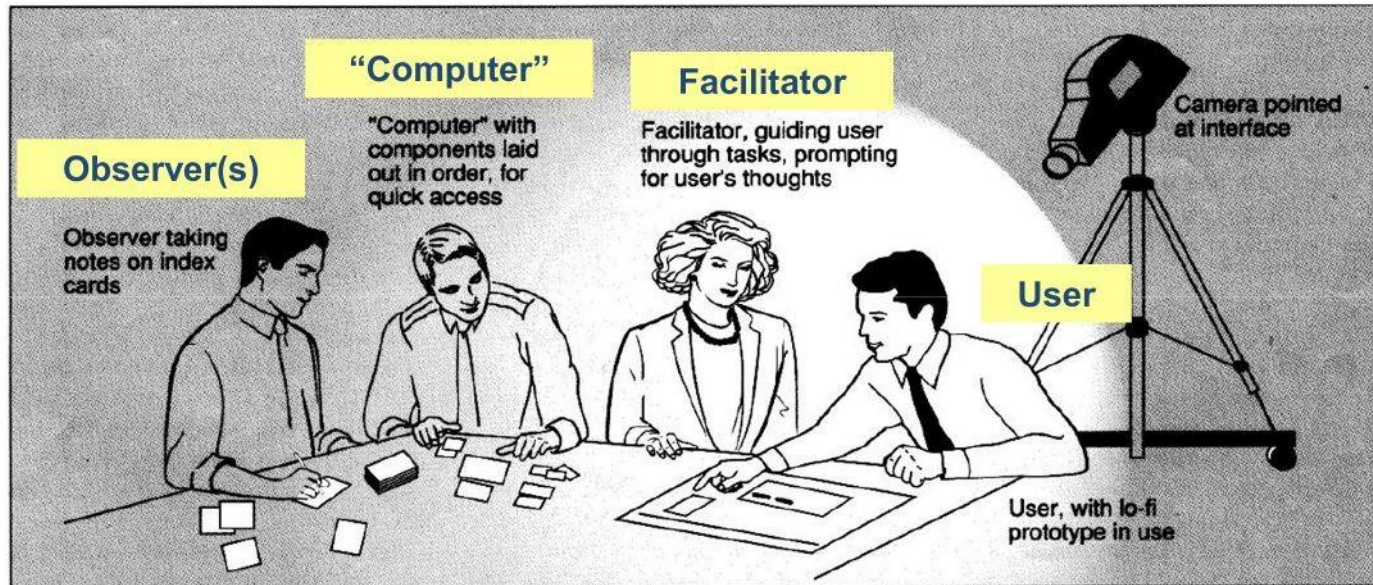 “Computer”
"Computer" with
components laid
out in order, for
quick access
Facilitator
Facilitator, guiding user
through tasks, prompting
for user's thoughts
Camera pointed
at interface
Observer(s)
Observer taking
notes on index
cards
User
User, with lo-fi
prototype in use